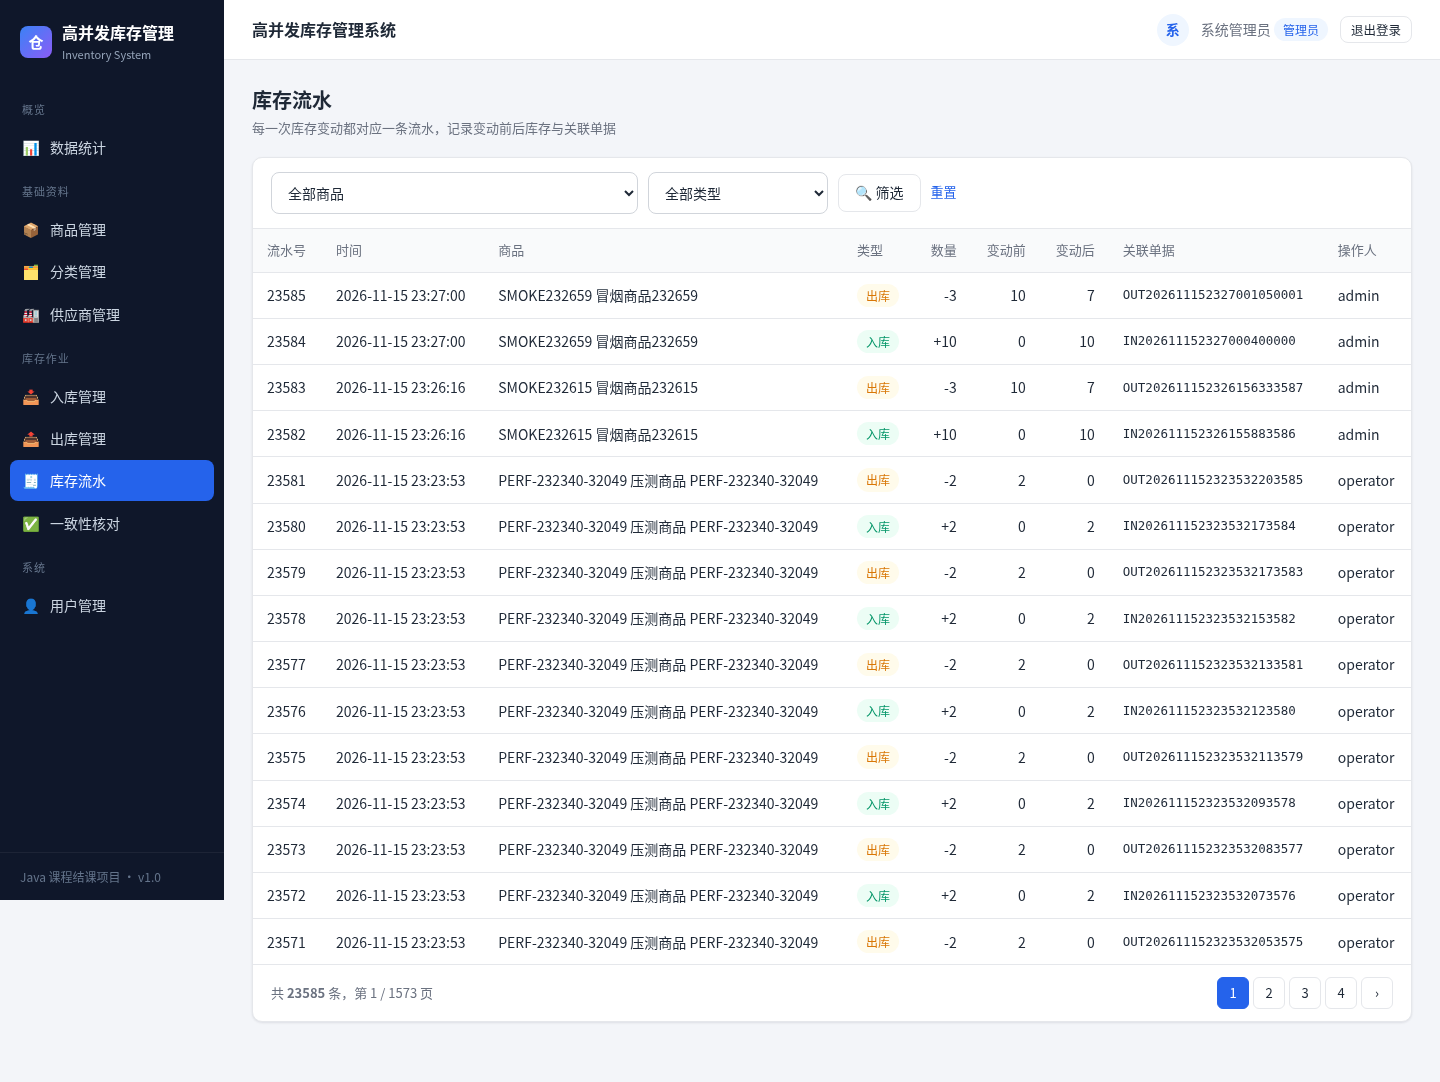 仓
高并发库存管理
Inventory System
概览
数据统计
基础资料
商品管理
分类管理
供应商管理
库存作业
入库管理
出库管理
库存流水
一致性核对
系统
用户管理
Java 课程结课项目 · v1.0
高并发库存管理系统
系 系统管理员 管理员 退出登录
库存流水
每一次库存变动都对应一条流水，记录变动前后库存与关联单据
全部商品 全部类型 筛选 重置
流水号 时间 商品 类型 数量 变动前 变动后 关联单据 操作人
23585 2026-11-15 23:27:00 SMOKE232659 冒烟商品232659 出库 -3 10 7 OUT202611152327001050001 admin
23584 2026-11-15 23:27:00 SMOKE232659 冒烟商品232659 入库 +10 0 10 IN202611152327000400000 admin
23583 2026-11-15 23:26:16 SMOKE232615 冒烟商品232615 出库 -3 10 7 OUT202611152326156333587 admin
23582 2026-11-15 23:26:16 SMOKE232615 冒烟商品232615 入库 +10 0 10 IN202611152326155883586 admin
23581 2026-11-15 23:23:53 PERF-232340-32049 压测商品 PERF-232340-32049 出库 -2 2 0 OUT202611152323532203585 operator
23580 2026-11-15 23:23:53 PERF-232340-32049 压测商品 PERF-232340-32049 入库 +2 0 2 IN202611152323532173584 operator
23579 2026-11-15 23:23:53 PERF-232340-32049 压测商品 PERF-232340-32049 出库 -2 2 0 OUT202611152323532173583 operator
23578 2026-11-15 23:23:53 PERF-232340-32049 压测商品 PERF-232340-32049 入库 +2 0 2 IN202611152323532153582 operator
23577 2026-11-15 23:23:53 PERF-232340-32049 压测商品 PERF-232340-32049 出库 -2 2 0 OUT202611152323532133581 operator
23576 2026-11-15 23:23:53 PERF-232340-32049 压测商品 PERF-232340-32049 入库 +2 0 2 IN202611152323532123580 operator
23575 2026-11-15 23:23:53 PERF-232340-32049 压测商品 PERF-232340-32049 出库 -2 2 0 OUT202611152323532113579 operator
23574 2026-11-15 23:23:53 PERF-232340-32049 压测商品 PERF-232340-32049 入库 +2 0 2 IN202611152323532093578 operator
23573 2026-11-15 23:23:53 PERF-232340-32049 压测商品 PERF-232340-32049 出库 -2 2 0 OUT202611152323532083577 operator
23572 2026-11-15 23:23:53 PERF-232340-32049 压测商品 PERF-232340-32049 入库 +2 0 2 IN202611152323532073576 operator
23571 2026-11-15 23:23:53 PERF-232340-32049 压测商品 PERF-232340-32049 出库 -2 2 0 OUT202611152323532053575 operator
共 23585 条，第 1 / 1573 页 1 2 3 4 ›